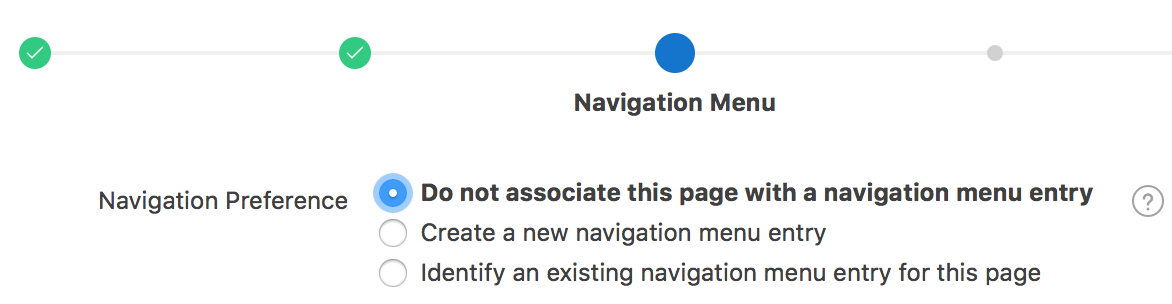 Navigation Menu
Navigation Preference
Do not associate this page with a navigation menu entry
?
Create a new navigation menu entry
Identify an existing navigation menu entry for this page